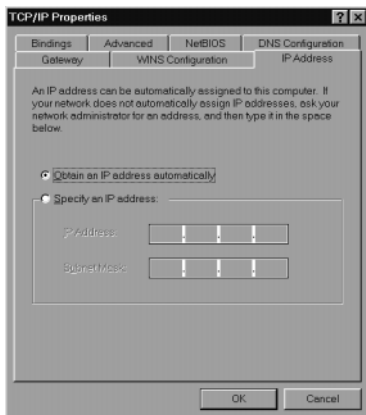 TCP/IP Properties
Bindings Advanced NetBIOS DNS Configuration
Gateway WINS Configuration IP Address
An IP address can be automatically assigned to this computer. If
your network does not automatically assign IP addresses, ask your
network administrator for an address, and then type it in the space
below.
Obtain an IP address automatically
Specify an IP address:
IP Address:
Subnet Mask:
OK Cancel